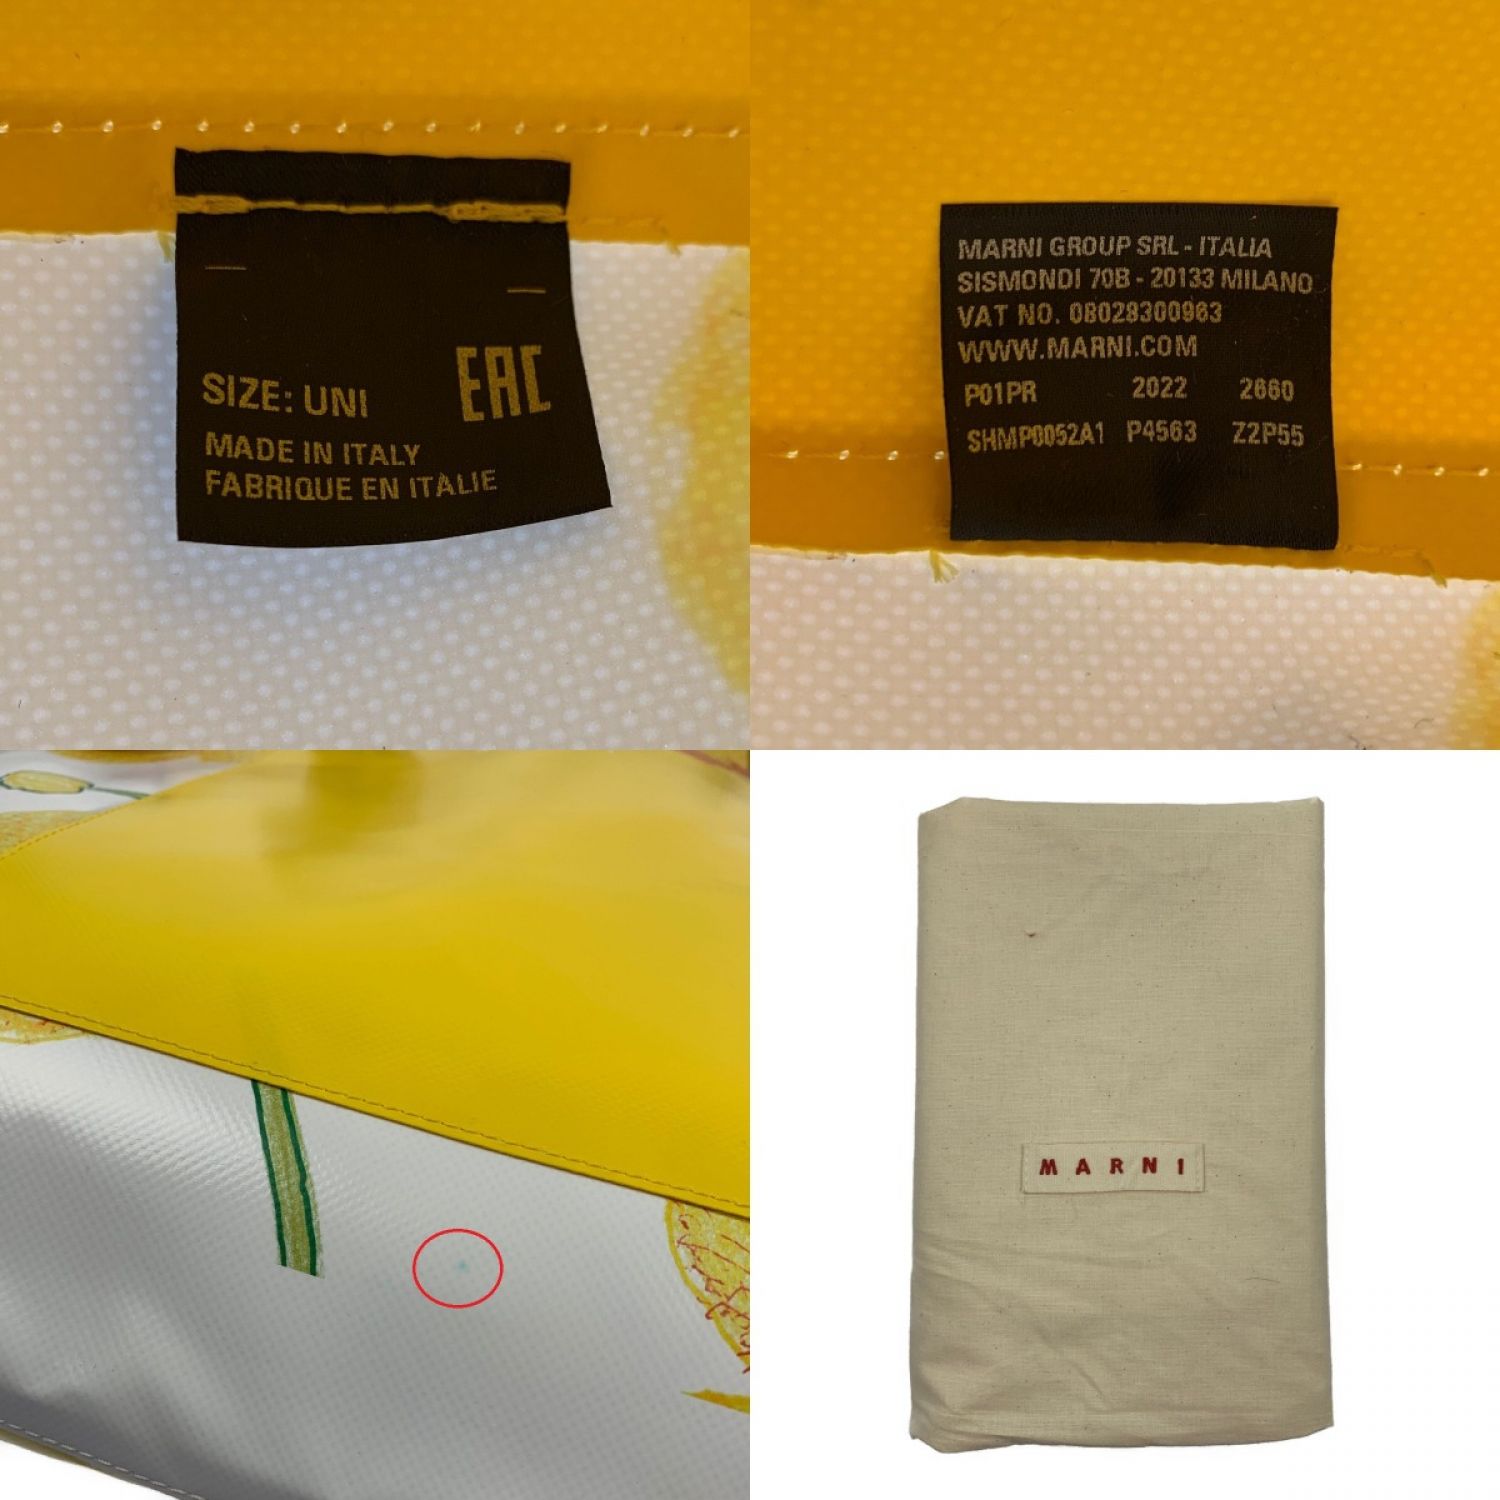 SIZE: UNI
EAC
MADE IN ITALY
FABRIQUE EN ITALIE
MARNI GROUP SRL - ITALIA
SISMONDI 70B - 20133 MILANO
VAT NO. 08028300963
WWW.MARNI.COM
P01PR 2022 2660
SHMP0052A1 P4563 Z2P55
MARNI